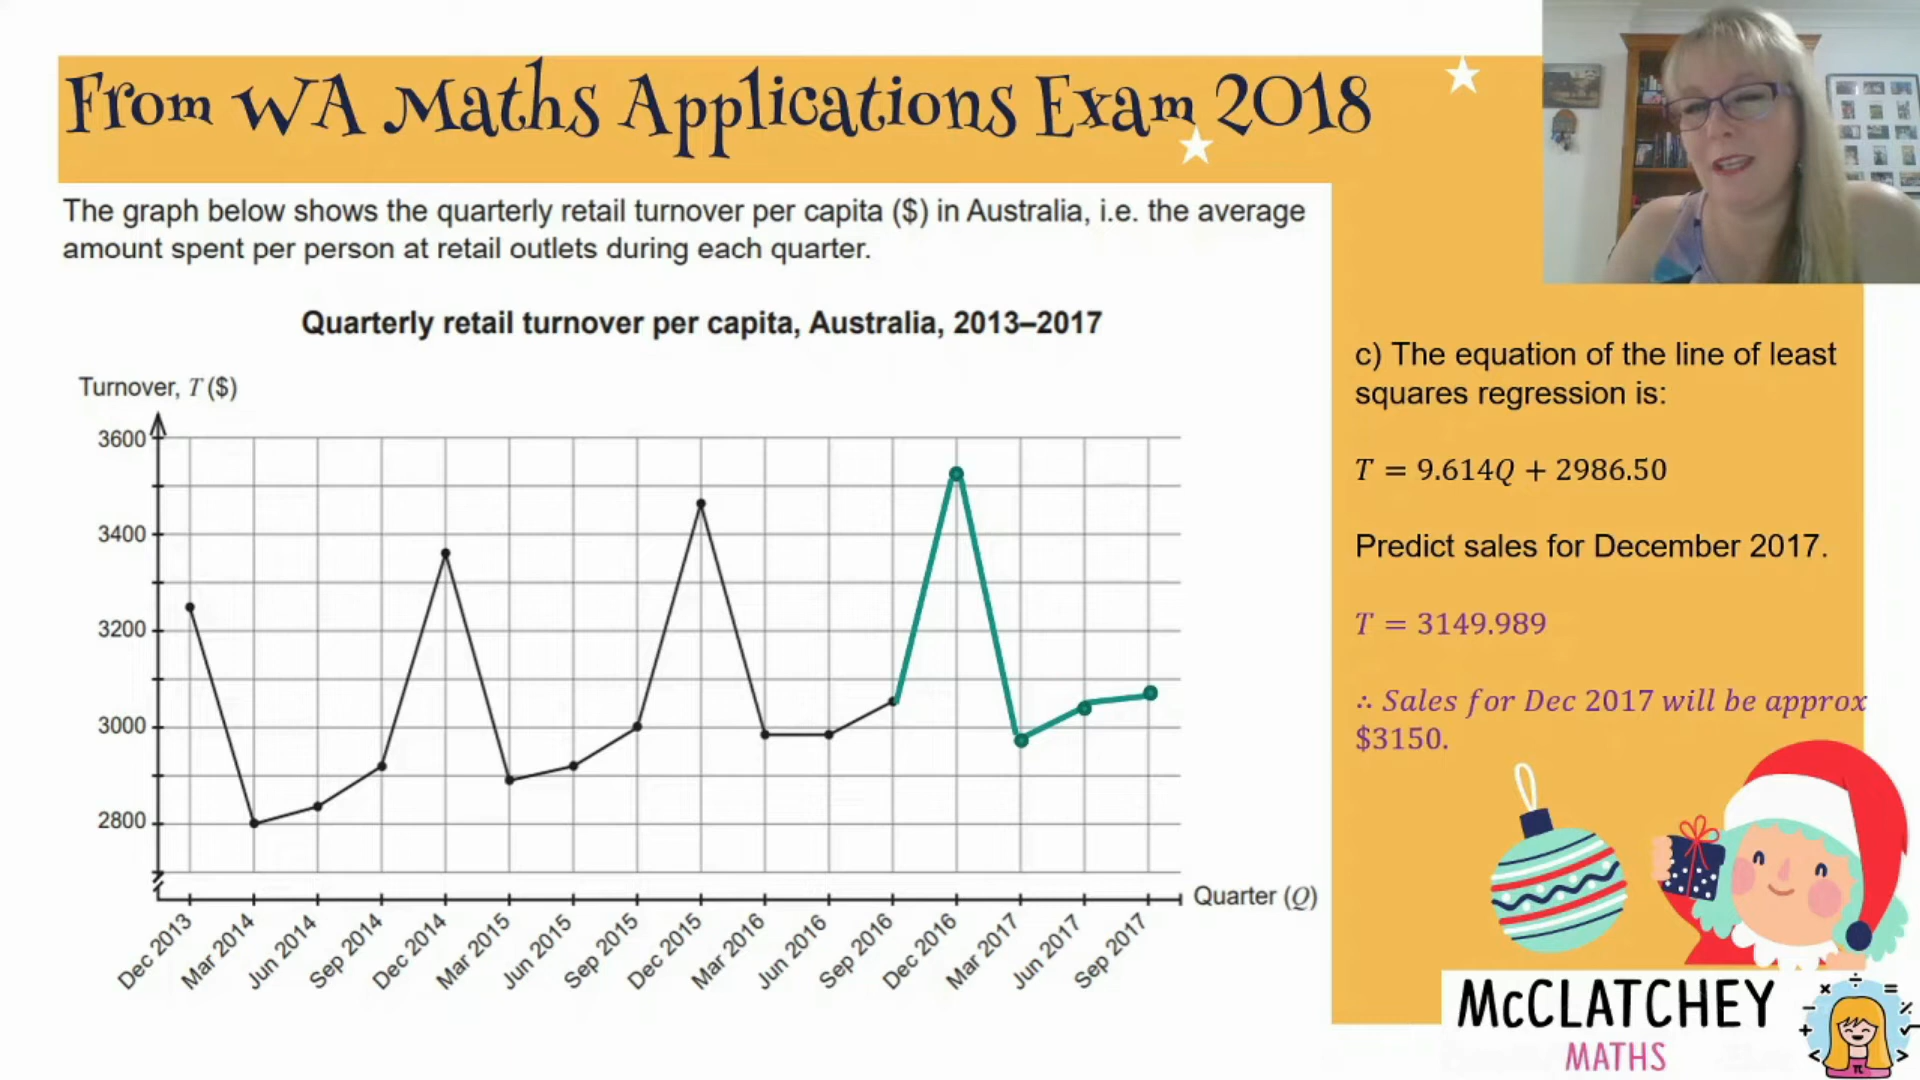 From WA Maths Applications Exam 2018
The graph below shows the quarterly retail turnover per capita ($) in Australia, i.e. the average
amount spent per person at retail outlets during each quarter.
Quarterly retail turnover per capita, Australia, 2013–2017
Turnover, T ($)
3600
3400
3200
3000
2800
Quarter (Q)
Dec 2013
Mar 2014
Jun 2014
Sep 2014
Dec 2014
Mar 2015
Jun 2015
Sep 2015
Dec 2015
Mar 2016
Jun 2016
Sep 2016
Dec 2016
Mar 2017
Jun 2017
Sep 2017
c) The equation of the line of least
squares regression is:
T = 9.614Q + 2986.50
Predict sales for December 2017.
T = 3149.989
∴ Sales for Dec 2017 will be approx
$3150.
McCLATCHEY
MATHS